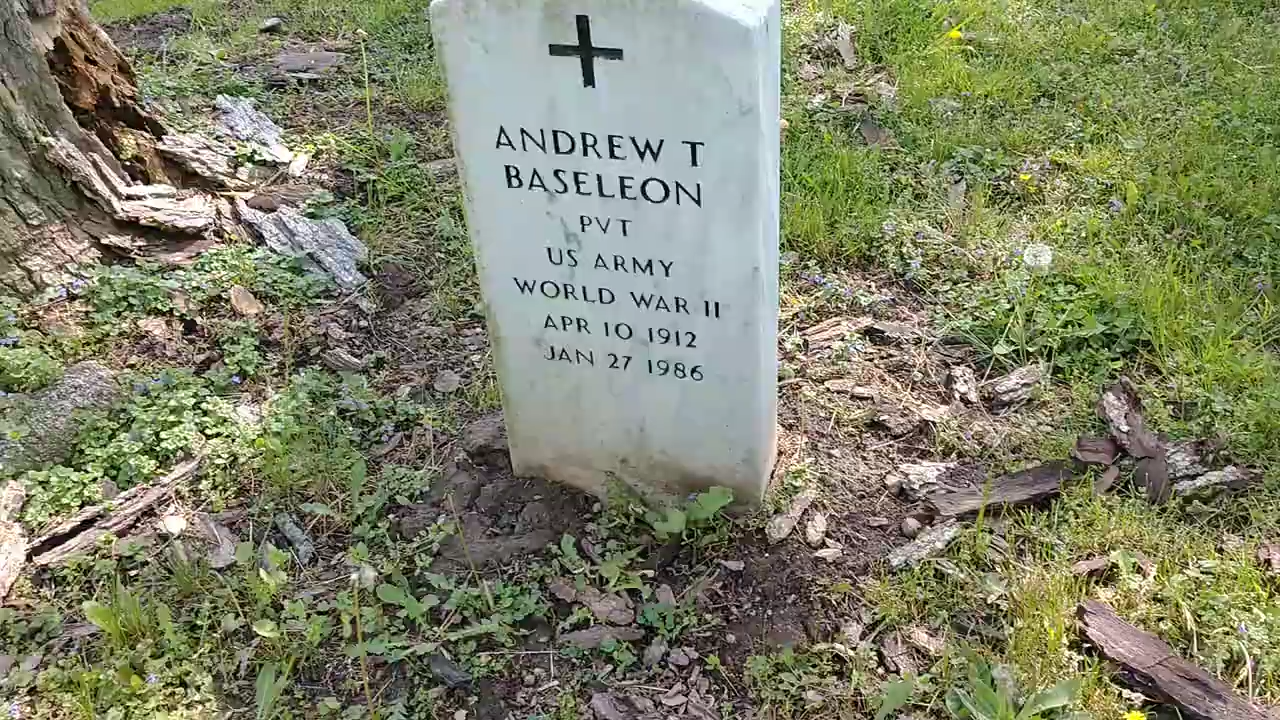 ANDREW T
BASELEON
PVT
US ARMY
WORLD WAR II
APR 10 1912
JAN 27 1986